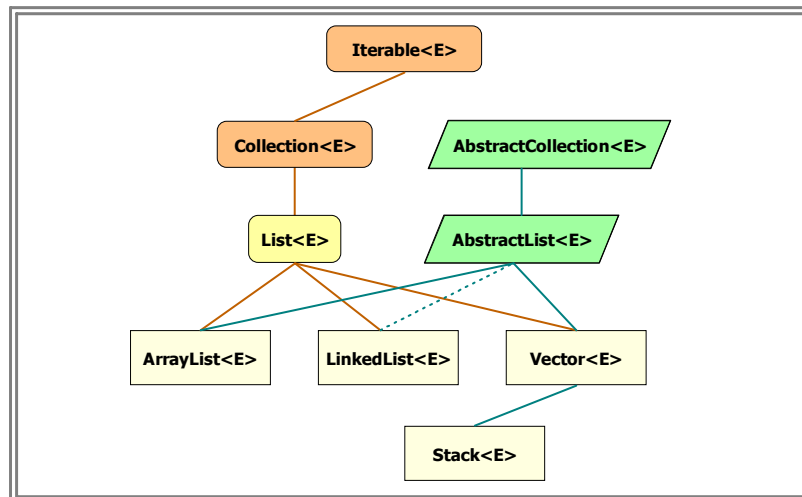 Iterable<E>
Collection<E>
AbstractCollection<E>
List<E>
AbstractList<E>
ArrayList<E>
LinkedList<E>
Vector<E>
Stack<E>